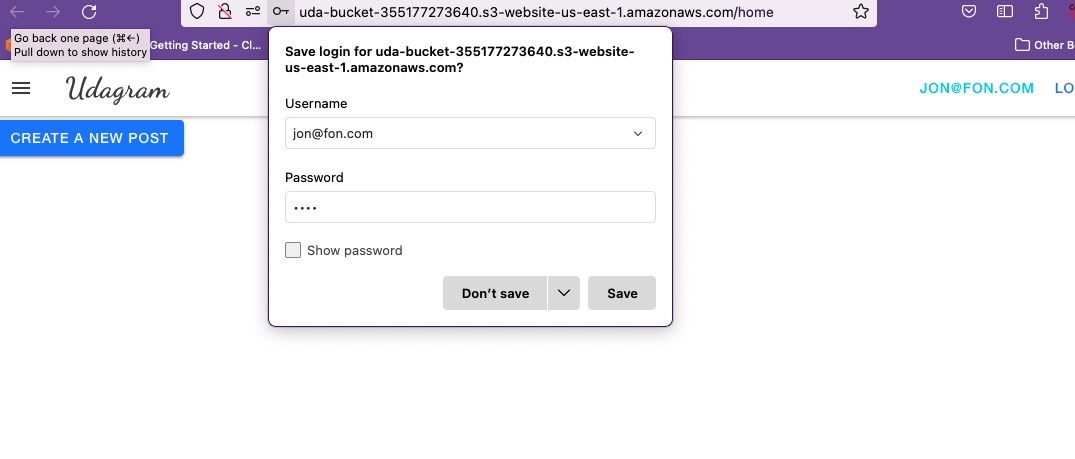 uda-bucket-355177273640.s3-website-us-east-1.amazonaws.com/home
Go back one page (⌘←)
Pull down to show history
Getting Started - Cl...
Other B
Save login for uda-bucket-355177273640.s3-website-
us-east-1.amazonaws.com?
Udagram
JON@FON.COM
LO
CREATE A NEW POST
Username
jon@fon.com
Password
••••
Show password
Don't save
Save